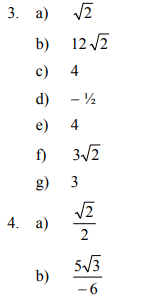 3. a) √2
b) 12√2
c) 4
d) – ½
e) 4
f) 3√2
g) 3
4. a) √2/2
b) 5√3/–6